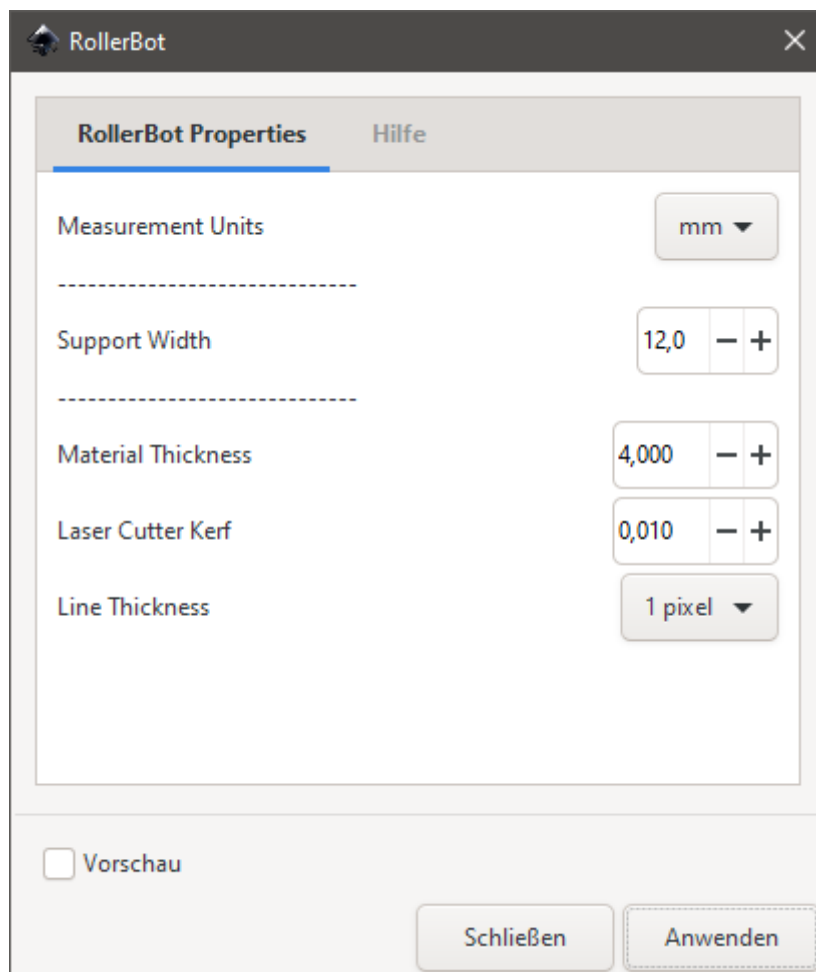 RollerBot
RollerBot Properties Hilfe
Measurement Units mm
------------------------------
Support Width 12,0
------------------------------
Material Thickness 4,000
Laser Cutter Kerf 0,010
Line Thickness 1 pixel
Vorschau
Schließen Anwenden